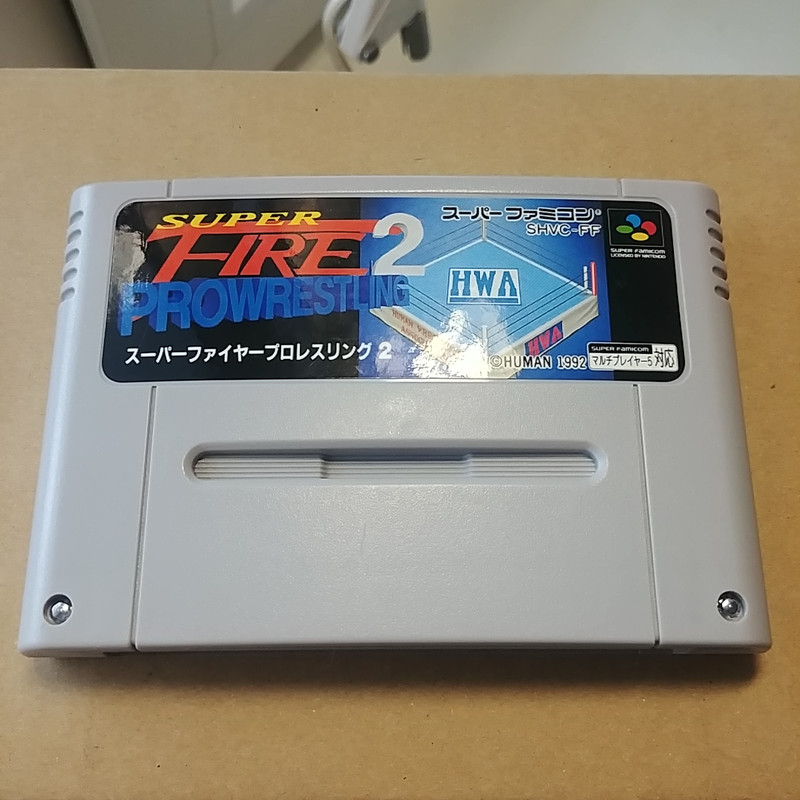 SUPER
FIRE 2
PROWRESTLING
スーパーファイヤープロレスリング 2
スーパーファミコン®
SHVC-FF
HWA
HUMAN
HWA
©HUMAN 1992
SUPER FAMICOM
LICENSED BY NINTENDO
SUPER FAMICOM
マルチプレイヤー5 対応